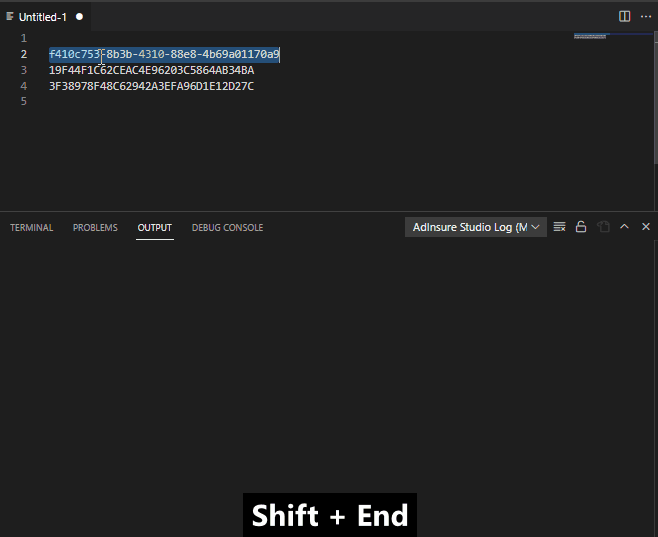 Untitled-1
1
2 f410c753-8b3b-4310-88e8-4b69a01170a9
3 19F44F1C62CEAC4E96203C5864AB34BA
4 3F38978F48C62942A3EFA96D1E12D27C
5
TERMINAL PROBLEMS OUTPUT DEBUG CONSOLE AdInsure Studio Log (M
Shift + End